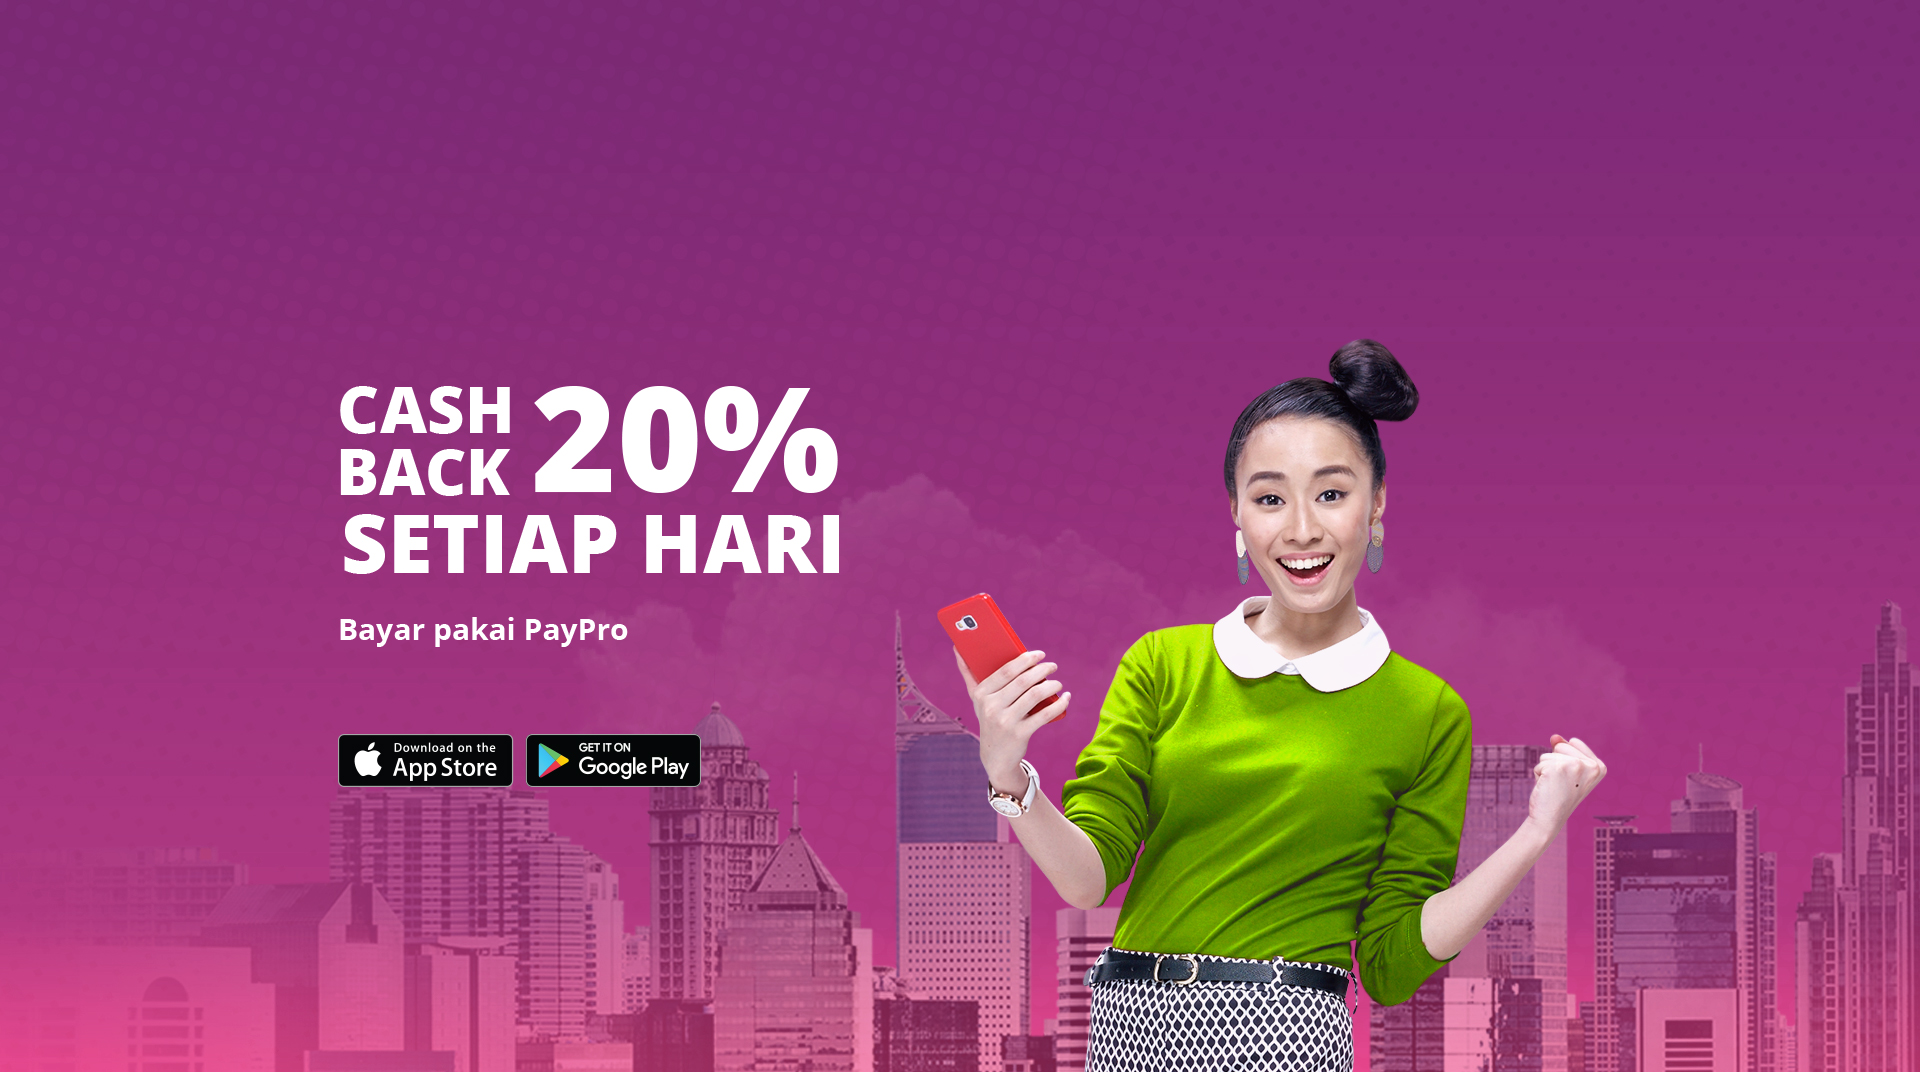 CASH
BACK
20%
SETIAP HARI
Bayar pakai PayPro
Download on the
App Store
GET IT ON
Google Play